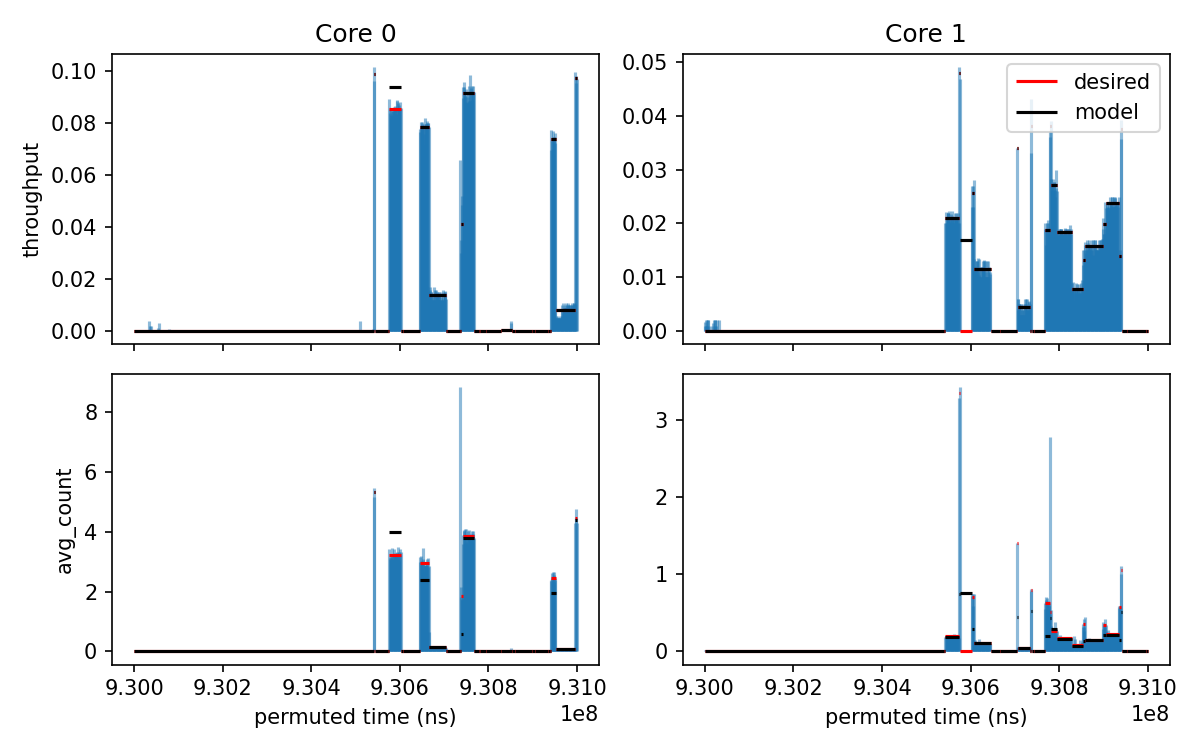 Core 0
Core 1
throughput
0.10
0.08
0.06
0.04
0.02
0.00
0.05
0.04
0.03
0.02
0.01
0.00
desired
model
avg_count
8
6
4
2
0
3
2
1
0
9.300 9.302 9.304 9.306 9.308 9.310
1e8
permuted time (ns)
9.300 9.302 9.304 9.306 9.308 9.310
1e8
permuted time (ns)